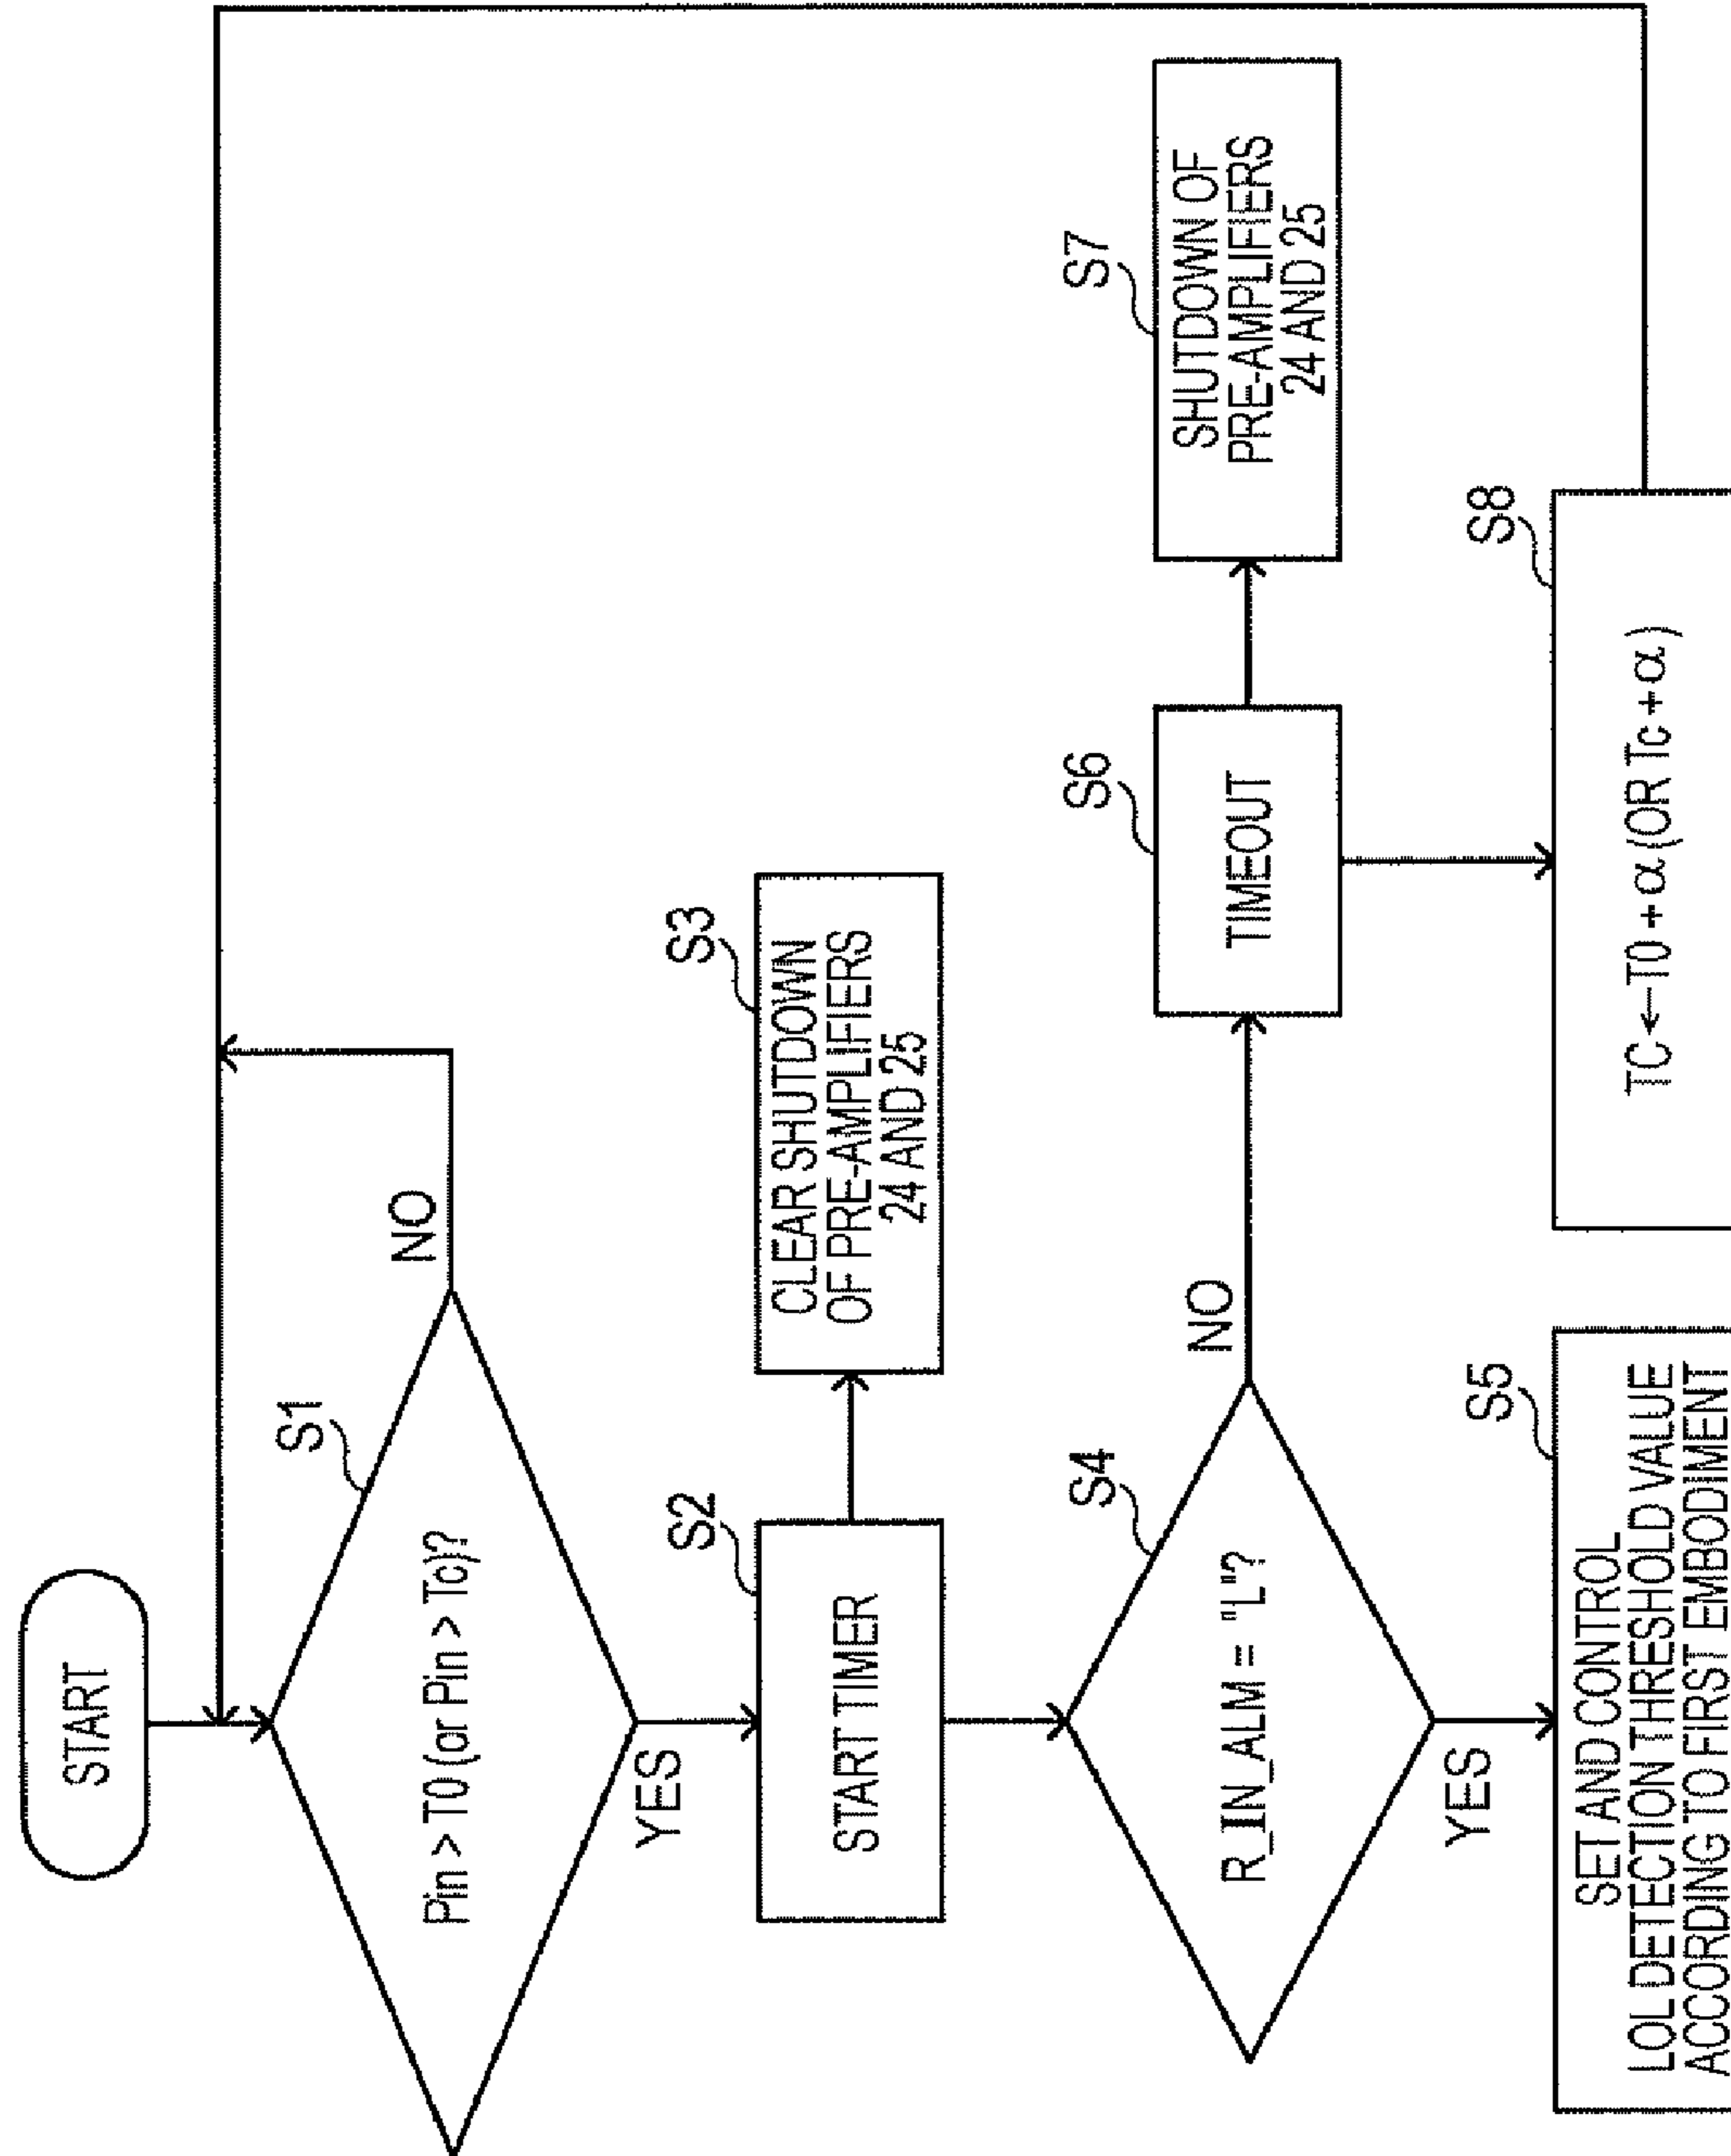 START
S1
Pin > T0 (or Pin > Tc)?
NO
YES
S2
START TIMER
S3
CLEAR SHUTDOWN
OF PRE-AMPLIFIERS
24 AND 25
S4
R_IN_ALM = "L"?
NO
YES
S5
SET AND CONTROL
LOL DETECTION THRESHOLD VALUE
ACCORDING TO FIRST EMBODIMENT
S6
TIMEOUT
S7
SHUTDOWN OF
PRE-AMPLIFIERS
24 AND 25
S8
TC ← T0 + α (OR Tc + α)